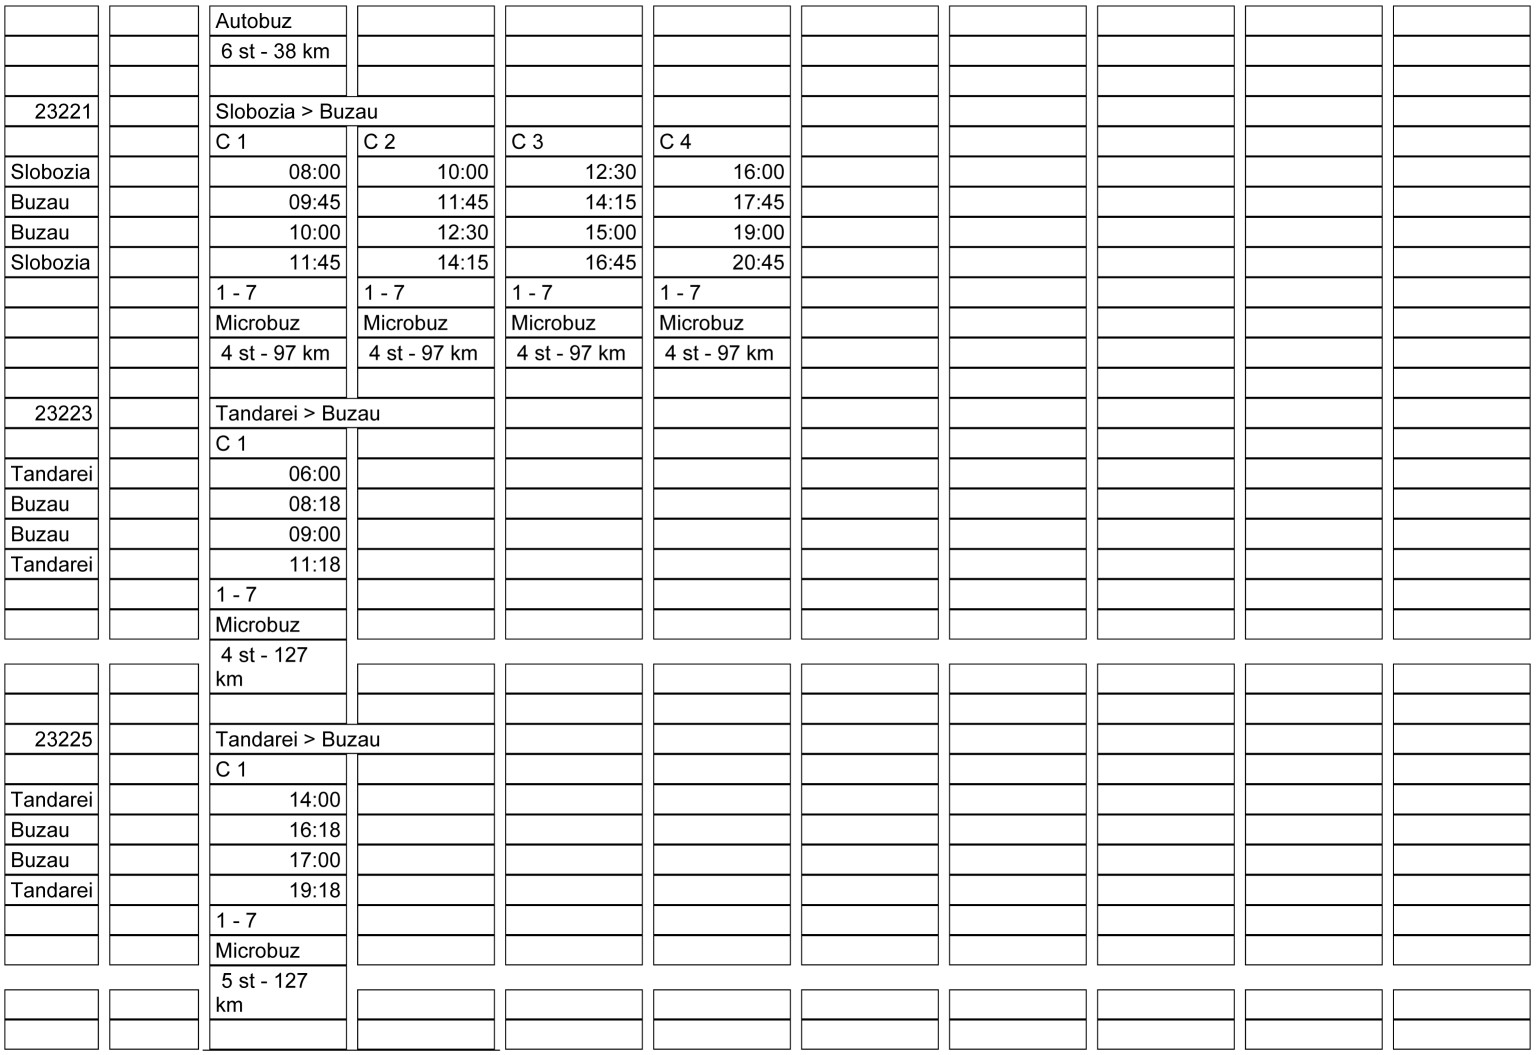 Autobuz
6 st - 38 km
23221 Slobozia > Buzau
C 1 C 2 C 3 C 4
Slobozia 08:00 10:00 12:30 16:00
Buzau 09:45 11:45 14:15 17:45
Buzau 10:00 12:30 15:00 19:00
Slobozia 11:45 14:15 16:45 20:45
1 - 7 1 - 7 1 - 7 1 - 7
Microbuz Microbuz Microbuz Microbuz
4 st - 97 km 4 st - 97 km 4 st - 97 km 4 st - 97 km
23223 Tandarei > Buzau
C 1
Tandarei 06:00
Buzau 08:18
Buzau 09:00
Tandarei 11:18
1 - 7
Microbuz
4 st - 127
km
23225 Tandarei > Buzau
C 1
Tandarei 14:00
Buzau 16:18
Buzau 17:00
Tandarei 19:18
1 - 7
Microbuz
5 st - 127
km